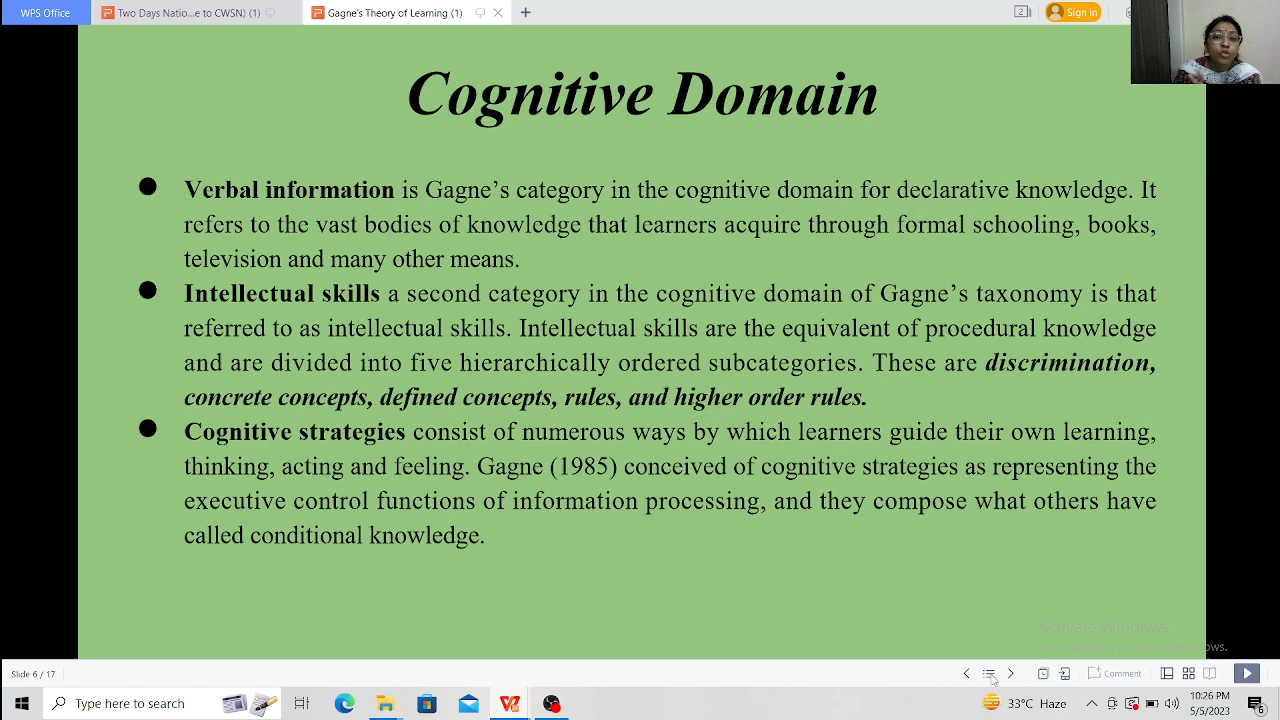 WPS Office
Two Days Natio...e to CWSN) (1)
Gagne's Theory of Learning (1)
2
Sign in
Cognitive Domain
Verbal information is Gagne's category in the cognitive domain for declarative knowledge. It
refers to the vast bodies of knowledge that learners acquire through formal schooling, books,
television and many other means.
Intellectual skills a second category in the cognitive domain of Gagne's taxonomy is that
referred to as intellectual skills. Intellectual skills are the equivalent of procedural knowledge
and are divided into five hierarchically ordered subcategories. These are discrimination,
concrete concepts, defined concepts, rules, and higher order rules.
Cognitive strategies consist of numerous ways by which learners guide their own learning,
thinking, acting and feeling. Gagne (1985) conceived of cognitive strategies as representing the
executive control functions of information processing, and they compose what others have
called conditional knowledge.
Activate Windows
Slide 6 / 17
Comment
Type here to search
33°C Haze
10:26 PM
5/5/2023
6